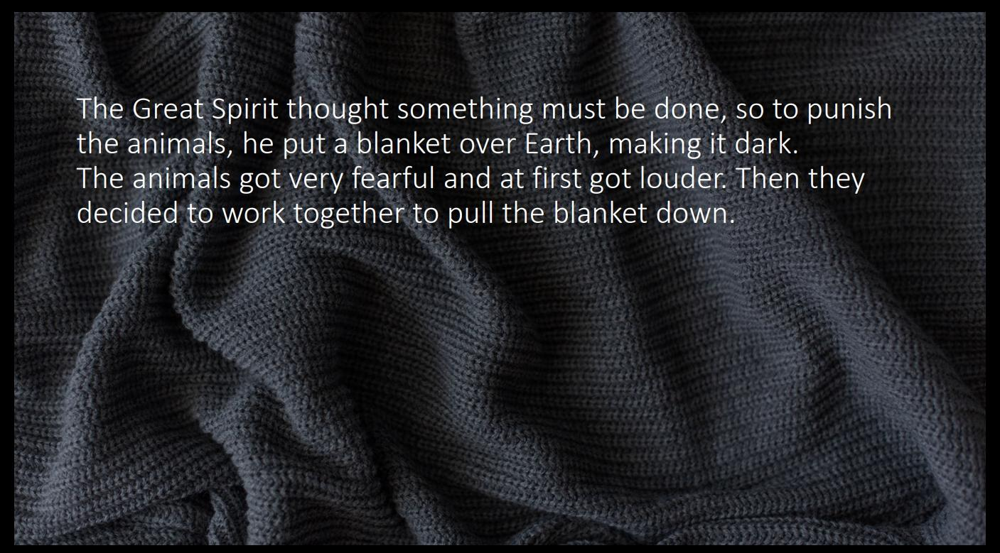 The Great Spirit thought something must be done, so to punish
the animals, he put a blanket over Earth, making it dark.
The animals got very fearful and at first got louder. Then they
decided to work together to pull the blanket down.